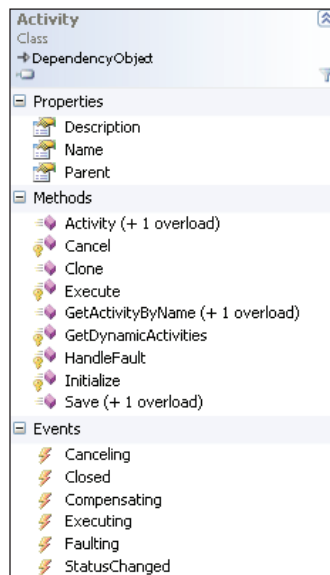 Activity
Class
DependencyObject
Properties
Description
Name
Parent
Methods
Activity (+ 1 overload)
Cancel
Clone
Execute
GetActivityByName (+ 1 overload)
GetDynamicActivities
HandleFault
Initialize
Save (+ 1 overload)
Events
Canceling
Closed
Compensating
Executing
Faulting
StatusChanged